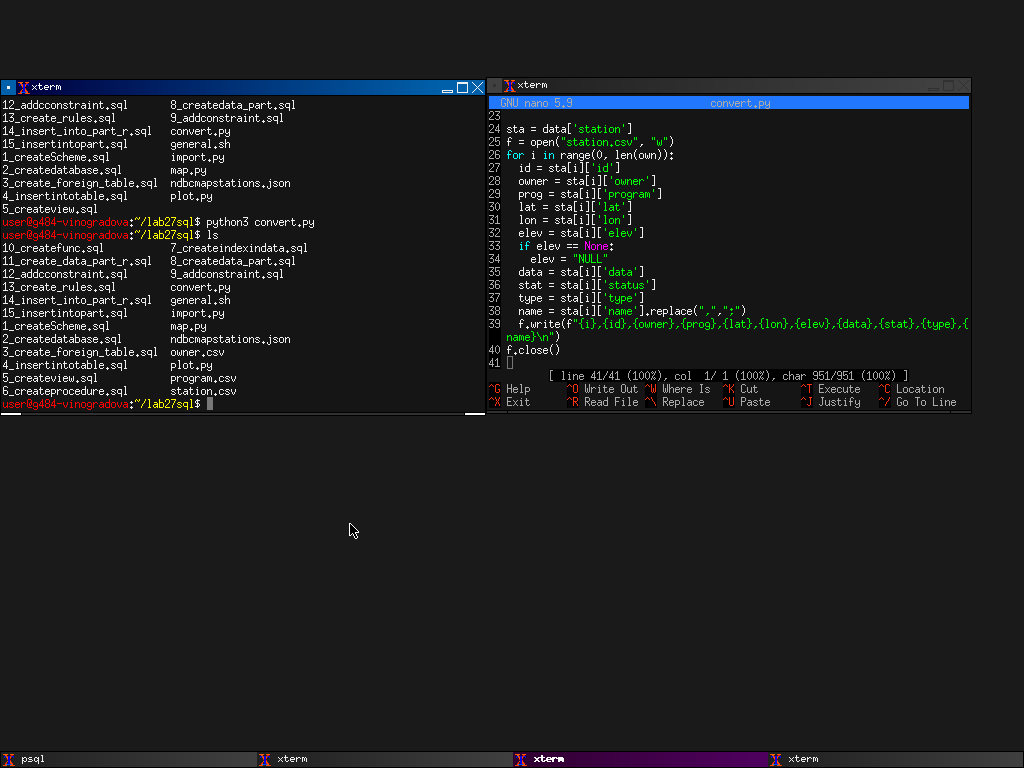 xterm
12_addcconstraint.sql 8_createdata_part.sql
13_create_rules.sql 9_addconstraint.sql
14_insert_into_part_r.sql convert.py
15_insertintopart.sql general.sh
1_createScheme.sql import.py
2_createdatabase.sql map.py
3_create_foreign_table.sql ndbcmapstations.json
4_insertintotable.sql plot.py
5_createview.sql
user@g484-vinogradova:~/lab27sql$ python3 convert.py
user@g484-vinogradova:~/lab27sql$ ls
10_createfunc.sql 7_createindexindata.sql
11_create_data_part_r.sql 8_createdata_part.sql
12_addcconstraint.sql 9_addconstraint.sql
13_create_rules.sql convert.py
14_insert_into_part_r.sql general.sh
15_insertintopart.sql import.py
1_createScheme.sql map.py
2_createdatabase.sql ndbcmapstations.json
3_create_foreign_table.sql owner.csv
4_insertintotable.sql plot.py
5_createview.sql program.csv
6_createprocedure.sql station.csv
user@g484-vinogradova:~/lab27sql$
xterm
GNU nano 5.9 convert.py
23
24 sta = data['station']
25 f = open("station.csv", "w")
26 for i in range(0, len(own)):
27 id = sta[i]['id']
28 owner = sta[i]['owner']
29 prog = sta[i]['program']
30 lat = sta[i]['lat']
31 lon = sta[i]['lon']
32 elev = sta[i]['elev']
33 if elev == None:
34 elev = "NULL"
35 data = sta[i]['data']
36 stat = sta[i]['status']
37 type = sta[i]['type']
38 name = sta[i]['name'].replace(",",";")
39 f.write(f"{i},{id},{owner},{prog},{lat},{lon},{elev},{data},{stat},{type},{
name}\n")
40 f.close()
41
[ line 41/41 (100%), col 1/ 1 (100%), char 951/951 (100%) ]
^G Help ^O Write Out ^W Where Is ^K Cut ^T Execute ^C Location
^X Exit ^R Read File ^\ Replace ^U Paste ^J Justify ^/ Go To Line
psql xterm xterm xterm